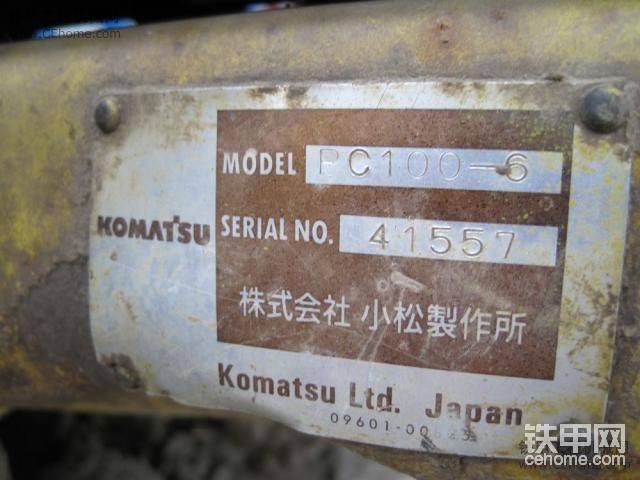 CEhome.com
MODEL PC100-6
KOMATSU
SERIAL NO. 41557
株式会社 小松製作所
Komatsu Ltd. Japan
铁甲网
cehome.com